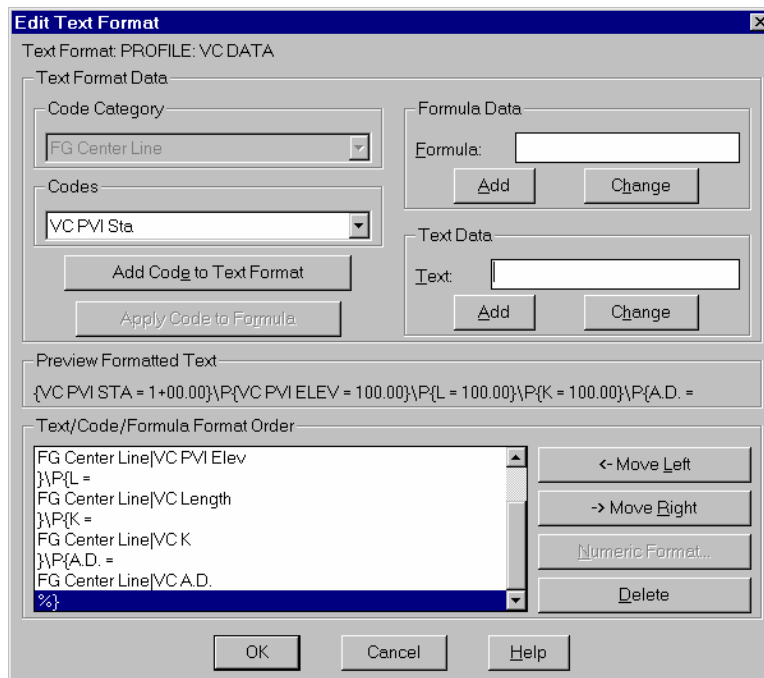 Edit Text Format
Text Format: PROFILE: VC DATA
Text Format Data
Code Category
FG Center Line
Codes
VC PVI Sta
Add Code to Text Format
Apply Code to Formula
Formula Data
Formula:
Add Change
Text Data
Text:
Add Change
Preview Formatted Text
{VC PVI STA = 1+00.00}\P{VC PVI ELEV = 100.00}\P{L = 100.00}\P{K = 100.00}\P{A.D. =
Text/Code/Formula Format Order
FG Center Line|VC PVI Elev
}\P{L =
FG Center Line|VC Length
}\P{K =
FG Center Line|VC K
}\P{A.D. =
FG Center Line|VC A.D.
%}
<- Move Left
-> Move Right
Numeric Format...
Delete
OK Cancel Help